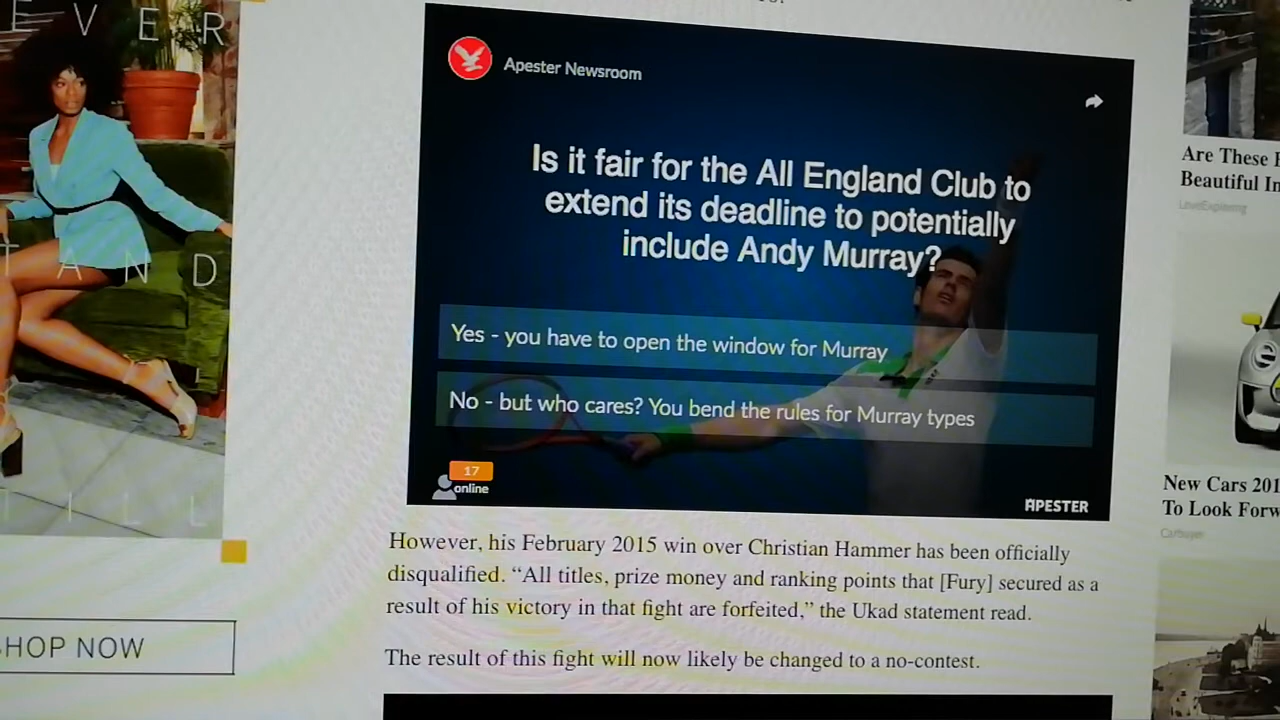 EVER
TAND
TILL
SHOP NOW
Apester Newsroom
Is it fair for the All England Club to
extend its deadline to potentially
include Andy Murray?
Yes - you have to open the window for Murray
No - but who cares? You bend the rules for Murray types
17
online
APESTER
However, his February 2015 win over Christian Hammer has been officially
disqualified. “All titles, prize money and ranking points that [Fury] secured as a
result of his victory in that fight are forfeited,” the Ukad statement read.
The result of this fight will now likely be changed to a no-contest.
Are These
Beautiful
New Cars 201
To Look Forw
Carbuyer